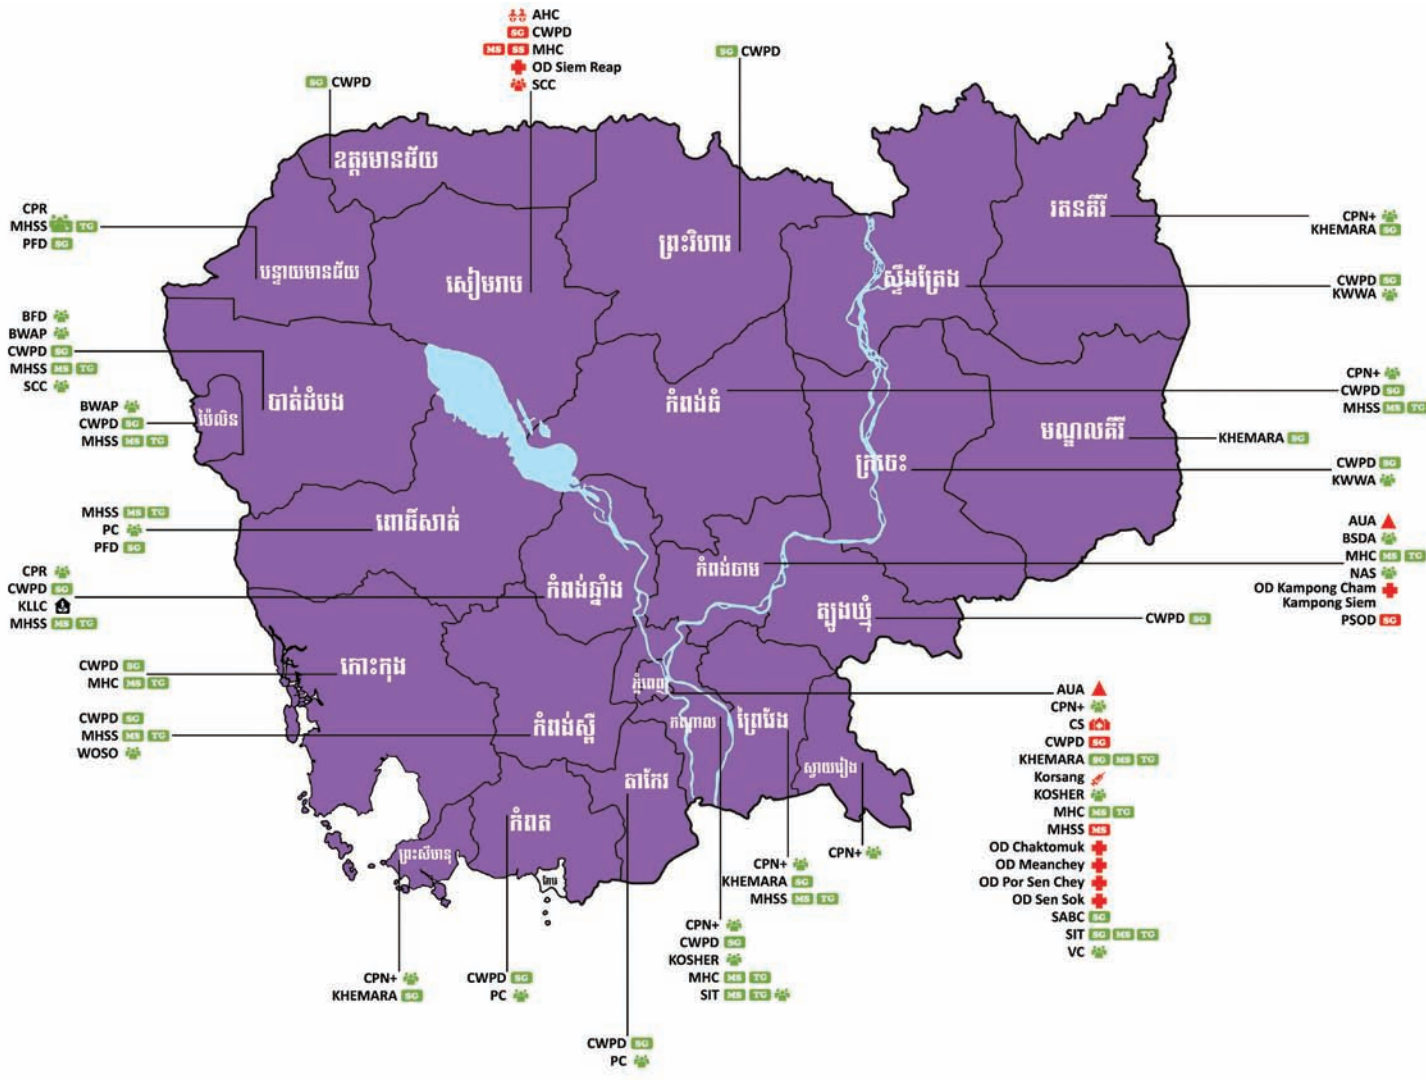 AHC
SG CWPD
MS SS MHC
OD Siem Reap
SCC
SG CWPD
SG CWPD
ឧត្តរមានជ័យ
CPR
MHSS TG
PFD SG
បន្ទាយមានជ័យ
សៀមរាប
ព្រះវិហារ
ស្ទឹងត្រែង
រតនគីរី
CPN+
KHEMARA SG
CWPD SG
KWWA
BFD
BWAP
CWPD SG
MHSS MS TG
SCC
BWAP
CWPD SG
MHSS MS TG
ប៉ៃលិន
បាត់ដំបង
កំពង់ធំ
ក្រចេះ
មណ្ឌលគីរី
CPN+
CWPD SG
MHSS MS TG
KHEMARA SG
CWPD SG
KWWA
MHSS MS TG
PC
PFD SG
ពោធិ៍សាត់
CPR
CWPD SG
KLLC
MHSS MS TG
កំពង់ឆ្នាំង
កំពង់ចាម
ត្បូងឃ្មុំ
AUA
BSDA
MHC MS TG
NAS
OD Kampong Cham
Kampong Siem
PSOD SG
CWPD SG
CWPD SG
MHC MS TG
កោះកុង
CWPD SG
MHSS MS TG
WOSO
កំពង់ស្ពឺ
ភ្នំពេញ
កណ្តាល
ព្រៃវែង
ស្វាយរៀង
តាកែវ
កំពត
ព្រះសីហនុ
កែប
AUA
CPN+
CS
CWPD SG
KHEMARA SG MS TG
Korsang
KOSHER
MHC MS TG
MHSS MS
OD Chaktomuk
OD Meanchey
OD Por Sen Chey
OD Sen Sok
SABC SG
SIT SG MS TG
VC
CPN+
CPN+
KHEMARA SG
MHSS MS TG
CPN+
CWPD SG
KOSHER
MHC MS TG
SIT MS TG
CPN+
KHEMARA SG
CWPD SG
PC
CWPD SG
PC